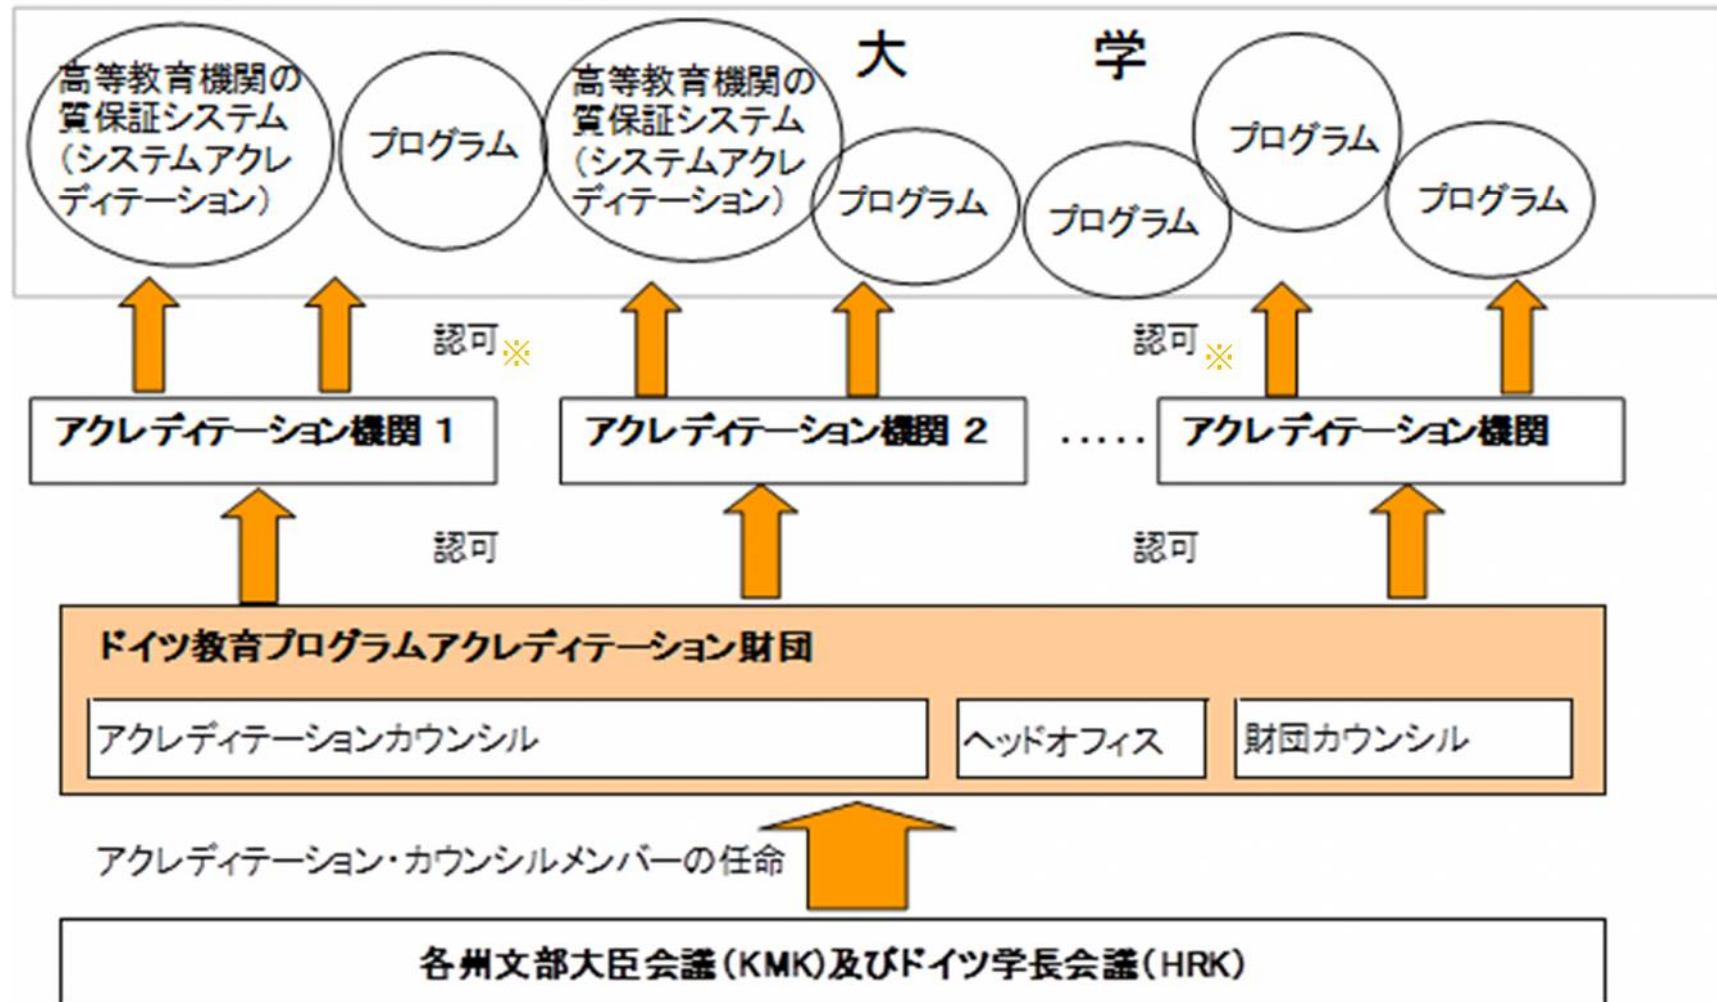 大　学
高等教育機関の
質保証システム
（システムアクレ
ディテーション）
プログラム
高等教育機関の
質保証システム
（システムアクレ
ディテーション）
プログラム
プログラム
プログラム
プログラム
認可※
認可※
アクレディテーション機関 1
アクレディテーション機関 2
.....
アクレディテーション機関
認可
認可
ドイツ教育プログラムアクレディテーション財団
アクレディテーションカウンシル
ヘッドオフィス
財団カウンシル
アクレディテーション・カウンシルメンバーの任命
各州文部大臣会議(KMK)及びドイツ学長会議(HRK)